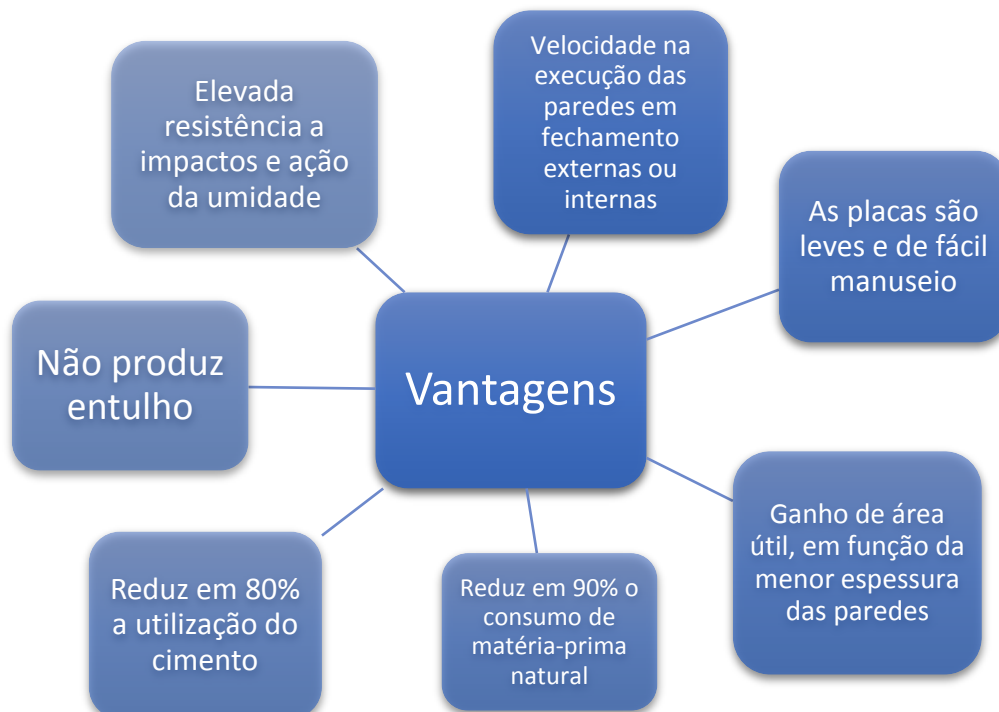 Elevada
resistência a
impactos e ação
da umidade
Velocidade na
execução das
paredes em
fechamento
externas ou
internas
As placas são
leves e de fácil
manuseio
Não produz
entulho
Vantagens
Ganho de área
útil, em função da
menor espessura
das paredes
Reduz em 80%
a utilização do
cimento
Reduz em 90% o
consumo de
matéria-prima
natural